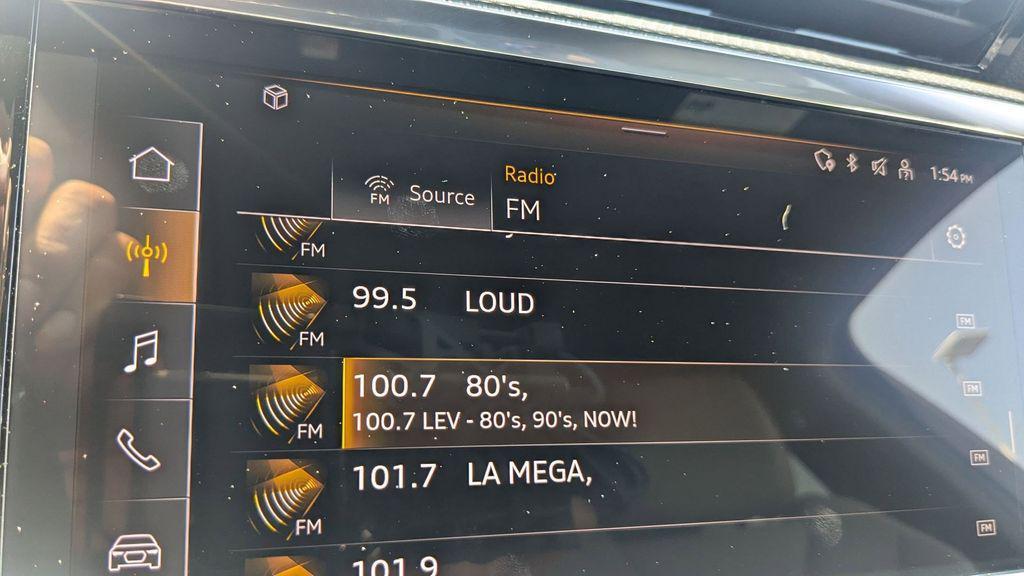 1:54 PM
Radio
FM Source
FM
FM
99.5 LOUD
FM
FM
100.7 80's,
100.7 LEV - 80's, 90's, NOW!
FM
FM
101.7 LA MEGA,
FM
FM
101.9
FM